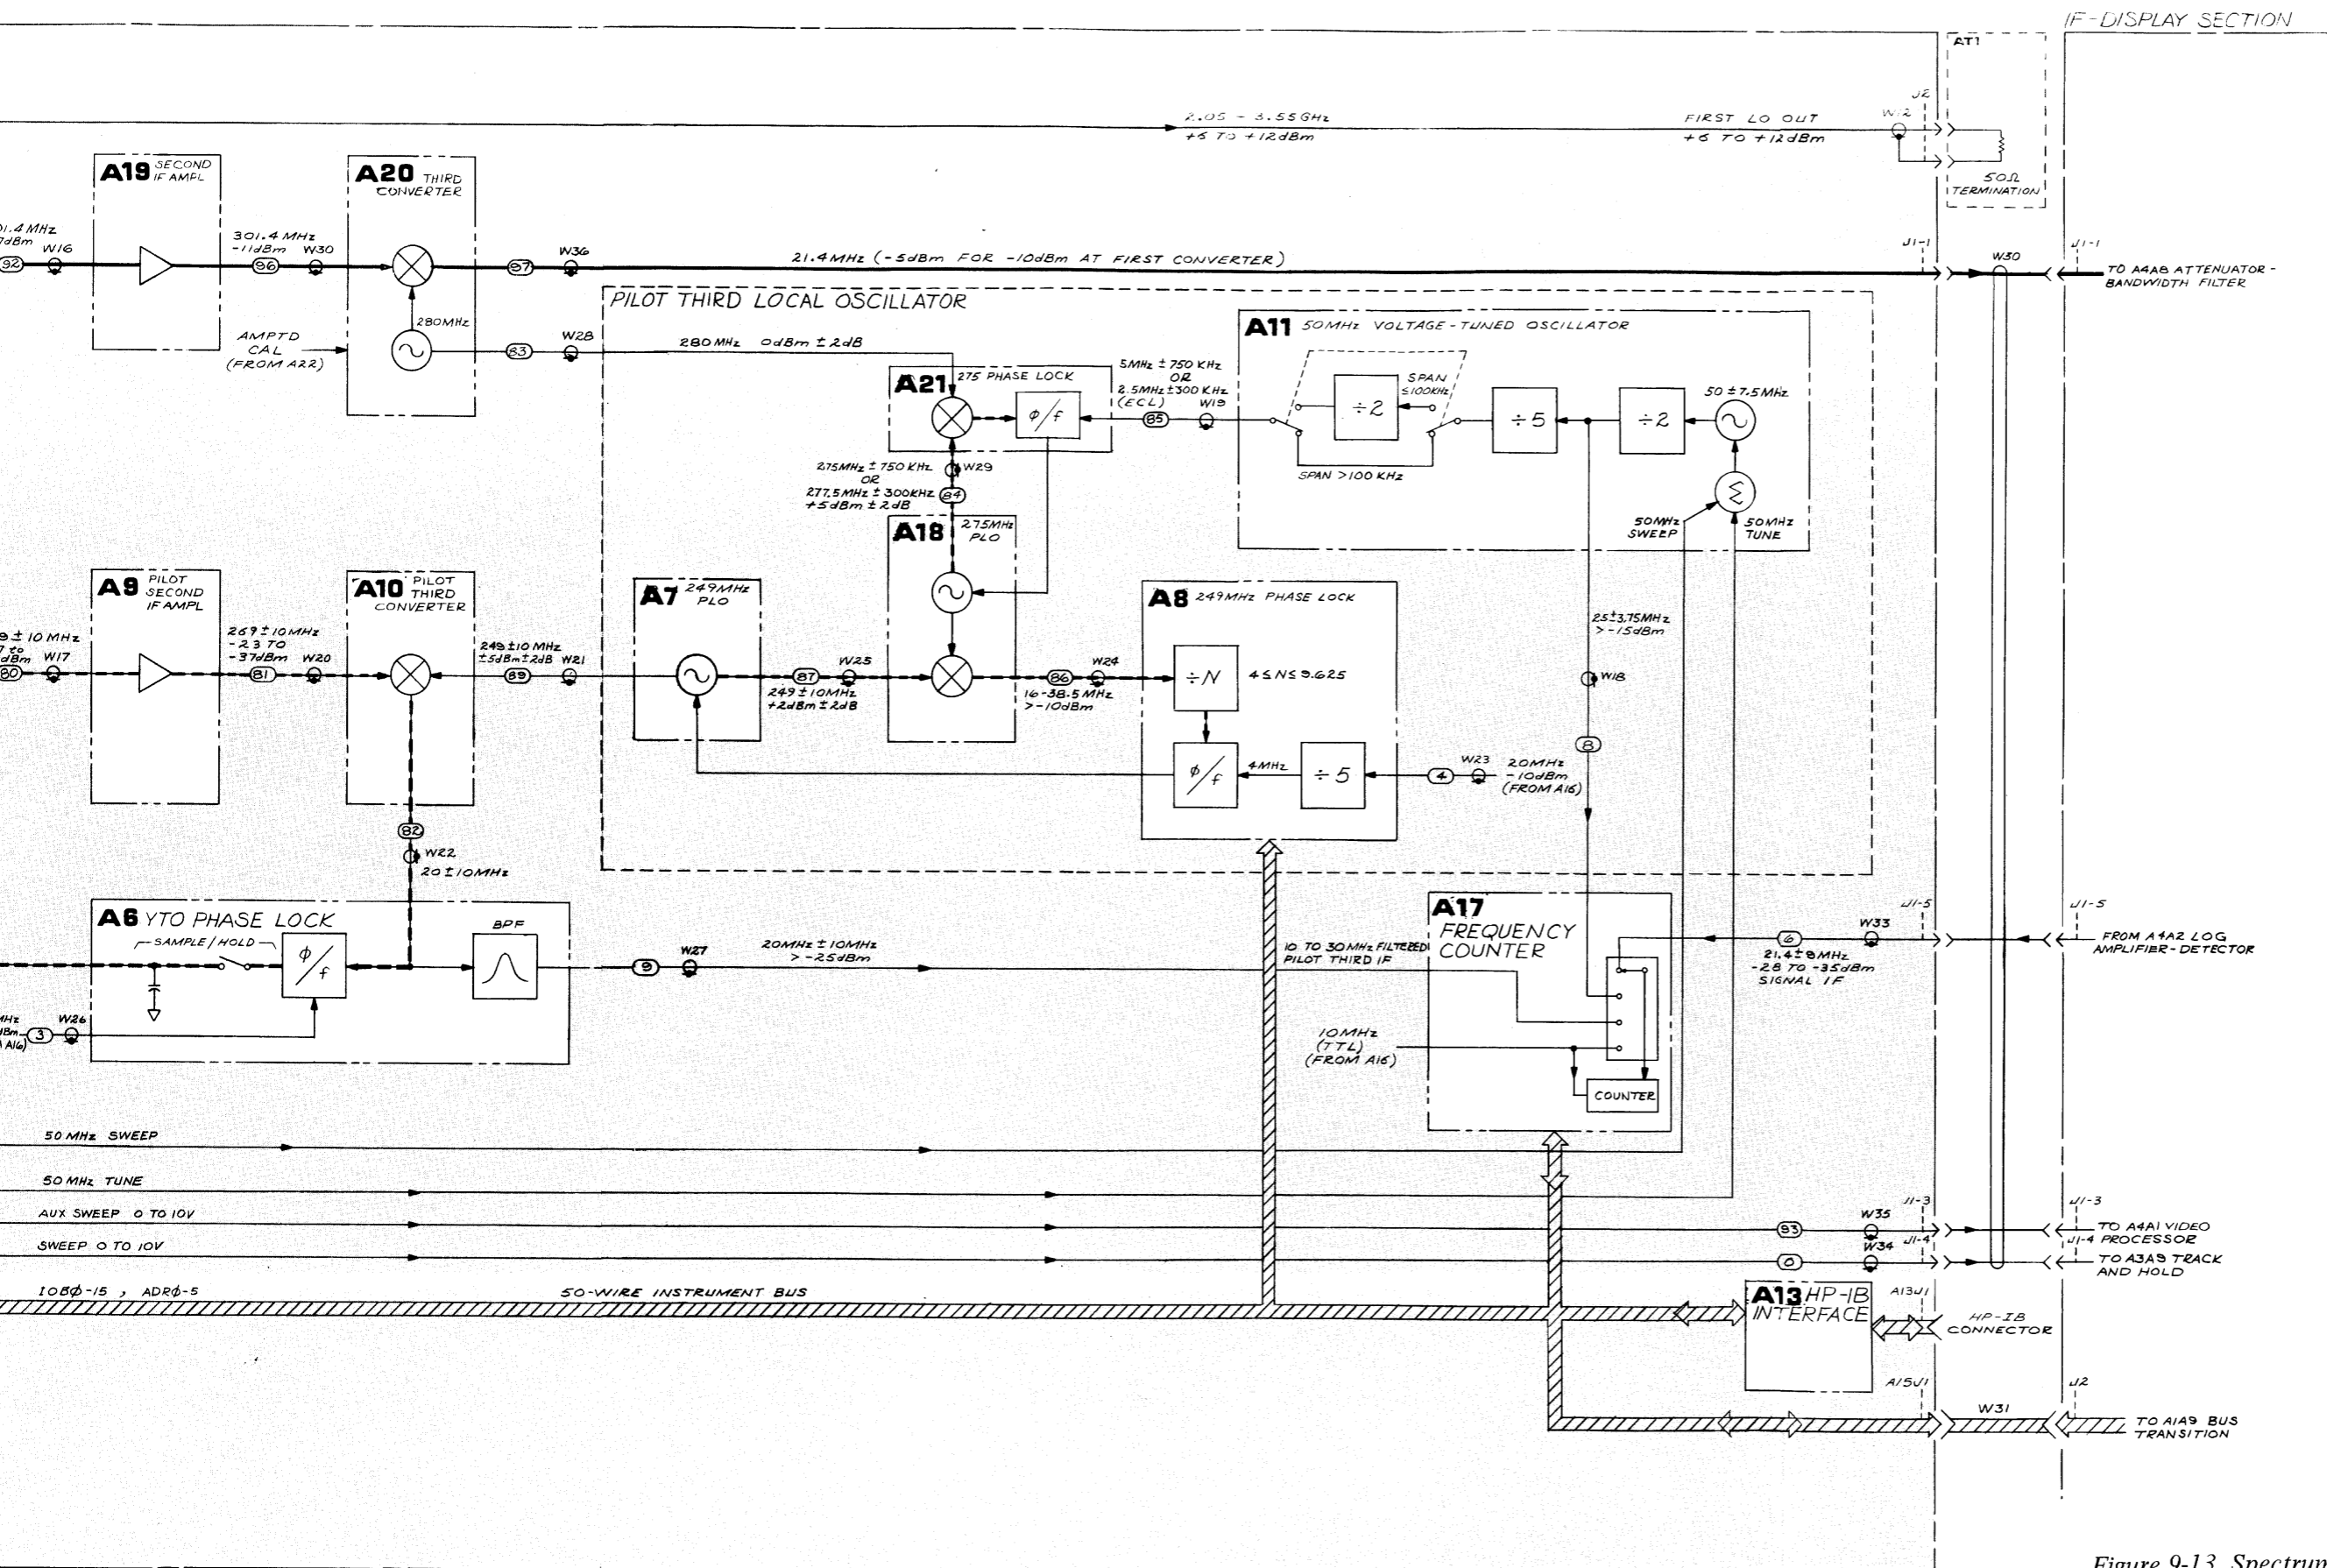 IF-DISPLAY SECTION
AT1
J2
2.05 - 3.55GHz
+6 TO +12dBm
FIRST LO OUT
+6 TO +12dBm
W12
50Ω
TERMINATION
A19 SECOND
IF AMPL
A20 THIRD
CONVERTER
301.4 MHz
-11dBm W30
W16
92
96
97
W36
21.4MHZ (-5dBm FOR -10dBm AT FIRST CONVERTER)
J1-1
W30
J1-1
TO A4A8 ATTENUATOR-
BANDWIDTH FILTER
PILOT THIRD LOCAL OSCILLATOR
280MHz
AMPTD
CAL
(FROM A22)
83
W28
280MHz 0dBm ±2dB
A21 275 PHASE LOCK
ϕ/f
5MHz ±750 KHz
OR
2.5MHz±300 KHz
(ECL)
85
W19
A11 50MHz VOLTAGE-TUNED OSCILLATOR
SPAN
≤100KHz
÷2
÷5
÷2
50 ±7.5MHz
SPAN >100 KHz
Σ
50MHz
SWEEP
50MHz
TUNE
275MHz ±750 KHz
OR
277.5MHz ±300KHz
+5dBm ±2dB
W29
84
A18 275MHz
PLO
A9 PILOT
SECOND
IF AMPL
A10 PILOT
THIRD
CONVERTER
A7 249MHz
PLO
A8 249MHz PHASE LOCK
25±3.75MHz
>-15dBm
9±10 MHz
W17
80
269±10MHz
-23 TO
-37dBm
W20
81
249±10 MHz
±5dBm±2dB
W21
89
87
W25
249±10MHz
+2dBm±2dB
86
W24
16-38.5MHz
>-10dBm
÷N
4≤N≤9.625
W18
8
ϕ/f
4MHz
÷5
4
W23
20MHz
-10dBm
(FROM A16)
82
W22
20±10MHz
A6 YTO PHASE LOCK
SAMPLE/HOLD
ϕ/f
BPF
9
W27
20MHz ±10MHz
>-25dBm
3
W26
A17
FREQUENCY
COUNTER
10 TO 30MHz FILTERED
PILOT THIRD IF
10MHz
(TTL)
(FROM A16)
COUNTER
6
W33
21.4±9MHz
-28 TO -35dBm
SIGNAL IF
J1-5
J1-5
FROM A4A2 LOG
AMPLIFIER-DETECTOR
50 MHz SWEEP
50 MHz TUNE
AUX SWEEP 0 TO 10V
SWEEP 0 TO 10V
93
W35
J1-3
J1-3
TO A4A1 VIDEO
PROCESSOR
0
W34
J1-4
J1-4
TO A3A9 TRACK
AND HOLD
IOBϕ-15, ADRϕ-5
50-WIRE INSTRUMENT BUS
A13 HP-IB
INTERFACE
A13J1
HP-IB
CONNECTOR
A15J1
W31
J2
TO A1A9 BUS
TRANSITION
Figure 9-13. Spectrum